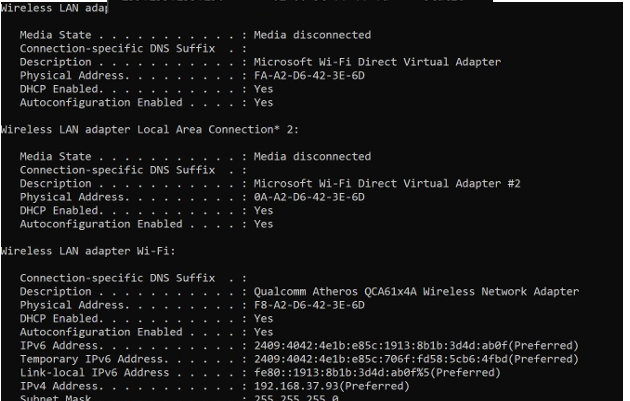 Wireless LAN adap
Media State . . . . . . . . . . . : Media disconnected
Connection-specific DNS Suffix  . :
Description . . . . . . . . . . . : Microsoft Wi-Fi Direct Virtual Adapter
Physical Address. . . . . . . . . : FA-A2-D6-42-3E-6D
DHCP Enabled. . . . . . . . . . . : Yes
Autoconfiguration Enabled . . . . : Yes
Wireless LAN adapter Local Area Connection* 2:
Media State . . . . . . . . . . . : Media disconnected
Connection-specific DNS Suffix  . :
Description . . . . . . . . . . . : Microsoft Wi-Fi Direct Virtual Adapter #2
Physical Address. . . . . . . . . : 0A-A2-D6-42-3E-6D
DHCP Enabled. . . . . . . . . . . : Yes
Autoconfiguration Enabled . . . . : Yes
Wireless LAN adapter Wi-Fi:
Connection-specific DNS Suffix  . :
Description . . . . . . . . . . . : Qualcomm Atheros QCA61x4A Wireless Network Adapter
Physical Address. . . . . . . . . : F8-A2-D6-42-3E-6D
DHCP Enabled. . . . . . . . . . . : Yes
Autoconfiguration Enabled . . . . : Yes
IPv6 Address. . . . . . . . . . . : 2409:4042:4e1b:e85c:1913:8b1b:3d4d:ab0f(Preferred)
Temporary IPv6 Address. . . . . . : 2409:4042:4e1b:e85c:706f:fd58:5cb6:4fbd(Preferred)
Link-local IPv6 Address . . . . . : fe80::1913:8b1b:3d4d:ab0f%5(Preferred)
IPv4 Address. . . . . . . . . . . : 192.168.37.93(Preferred)
Subnet Mask . . . . . . . . . . . : 255.255.255.0